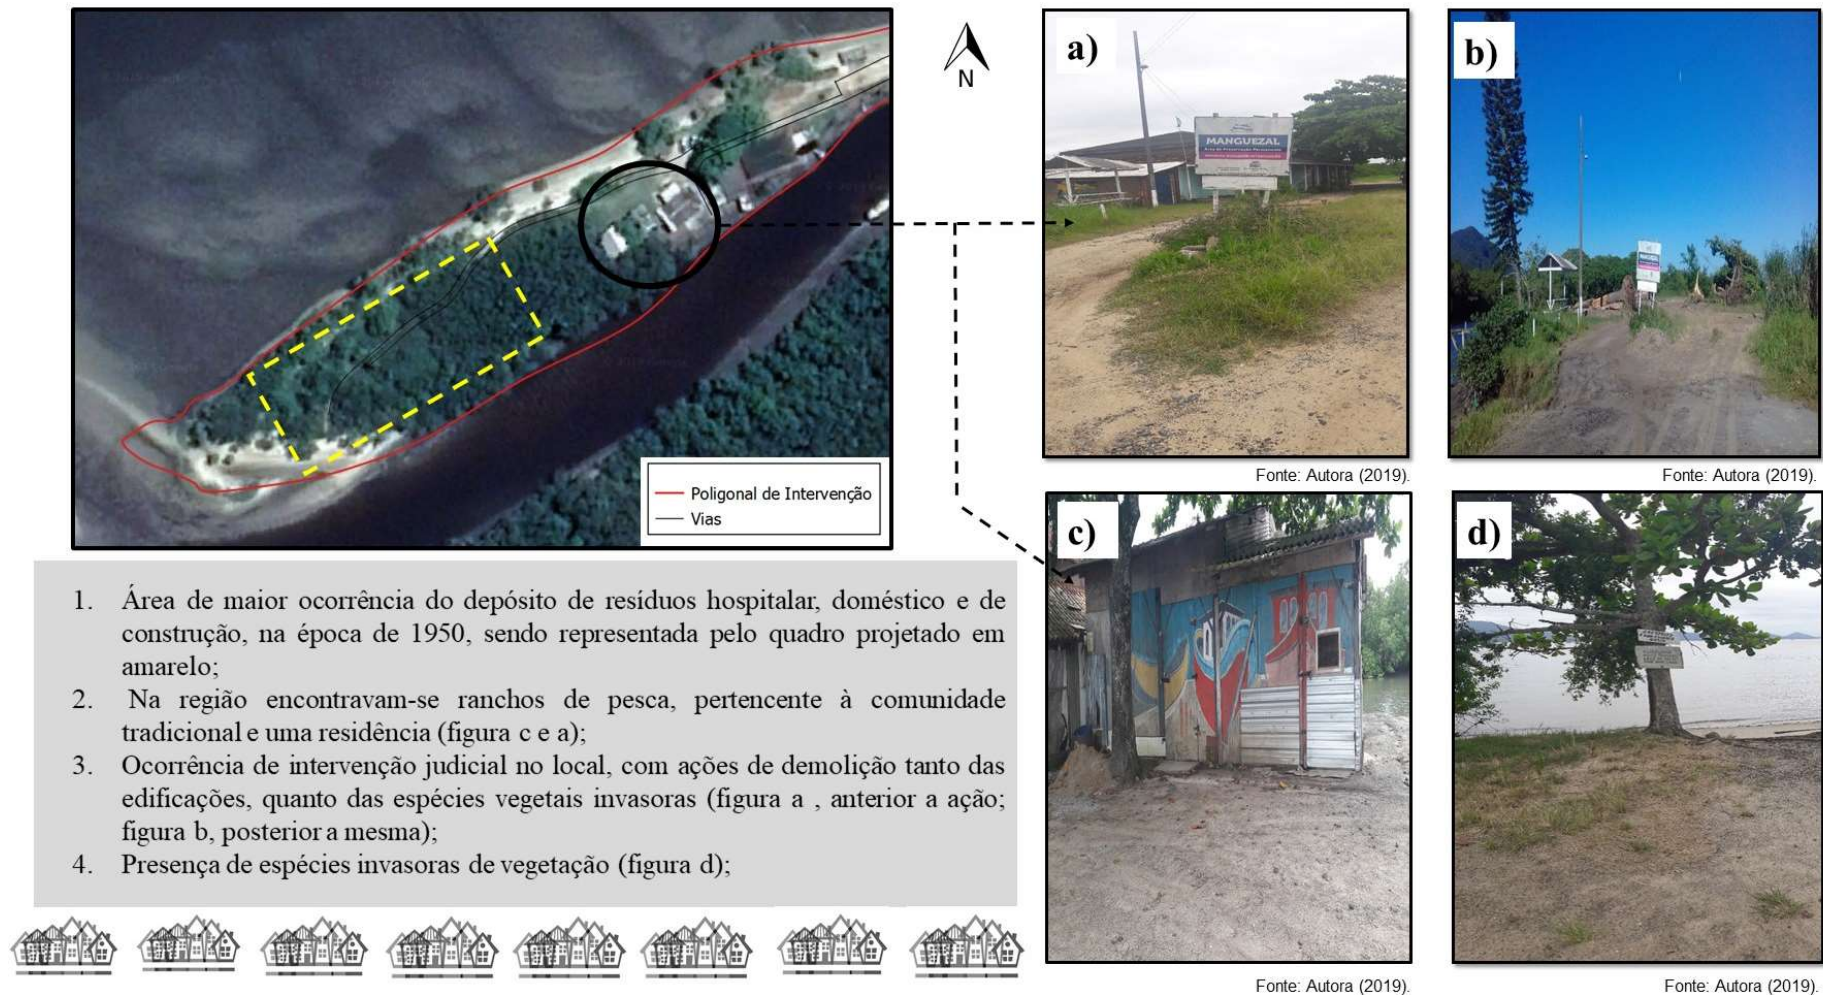 N
Poligonal de Intervenção
Vias
a)
MANGUEZAL
Fonte: Autora (2019).
b)
MANGUEZAL
Fonte: Autora (2019).
c)
Fonte: Autora (2019).
d)
Fonte: Autora (2019).
1. Área de maior ocorrência do depósito de resíduos hospitalar, doméstico e de
construção, na época de 1950, sendo representada pelo quadro projetado em
amarelo;
2. Na região encontravam-se ranchos de pesca, pertencente à comunidade
tradicional e uma residência (figura c e a);
3. Ocorrência de intervenção judicial no local, com ações de demolição tanto das
edificações, quanto das espécies vegetais invasoras (figura a , anterior a ação;
figura b, posterior a mesma);
4. Presença de espécies invasoras de vegetação (figura d);